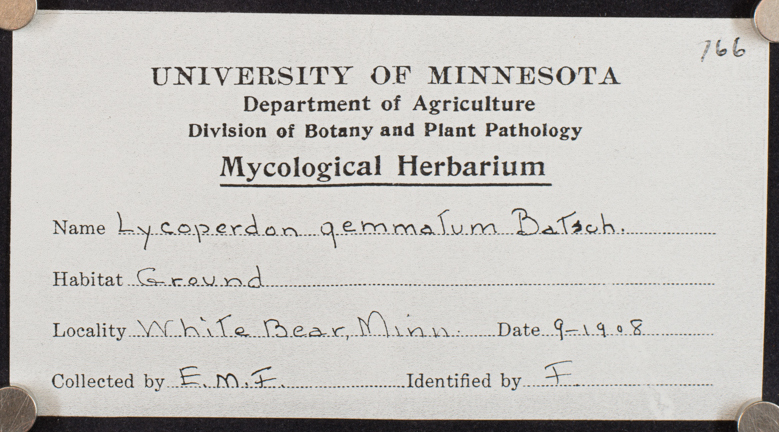 766
UNIVERSITY OF MINNESOTA
Department of Agriculture
Division of Botany and Plant Pathology
Mycological Herbarium
Name Lycoperdon gemmatum Batsch.
Habitat Ground
Locality White Bear, Minn. Date 9-1908
Collected by E.M.F. Identified by F